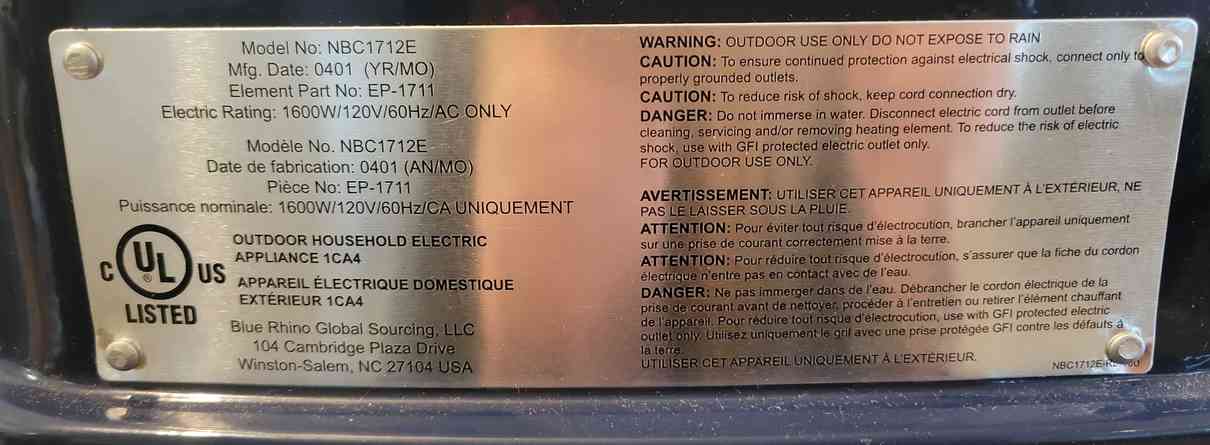 Model No: NBC1712E
Mfg. Date: 0401 (YR/MO)
Element Part No: EP-1711
Electric Rating: 1600W/120V/60Hz/AC ONLY
Modèle No: NBC1712E
Date de fabrication: 0401 (AN/MO)
Pièce No: EP-1711
Puissance nominale: 1600W/120V/60Hz/CA UNIQUEMENT
C UL ® US
LISTED
OUTDOOR HOUSEHOLD ELECTRIC
APPLIANCE 1CA4
APPAREIL ÉLECTRIQUE DOMESTIQUE
EXTÉRIEUR 1CA4
Blue Rhino Global Sourcing, LLC
104 Cambridge Plaza Drive
Winston-Salem, NC 27104 USA
WARNING: OUTDOOR USE ONLY DO NOT EXPOSE TO RAIN
CAUTION: To ensure continued protection against electrical shock, connect only to
properly grounded outlets.
CAUTION: To reduce risk of shock, keep cord connection dry.
DANGER: Do not immerse in water. Disconnect electric cord from outlet before
cleaning, servicing and/or removing heating element. To reduce the risk of electric
shock, use with GFI protected electric outlet only.
FOR OUTDOOR USE ONLY.
AVERTISSEMENT: UTILISER CET APPAREIL UNIQUEMENT À L'EXTÉRIEUR, NE
PAS LE LAISSER SOUS LA PLUIE.
ATTENTION: Pour éviter tout risque d'électrocution, brancher l'appareil uniquement
sur une prise de courant correctement mise à la terre.
ATTENTION: Pour réduire tout risque d'électrocution, s'assurer que la fiche du cordon
électrique n'entre pas en contact avec de l'eau.
DANGER: Ne pas immerger dans de l'eau. Débrancher le cordon électrique de la
prise de courant avant de nettoyer, procéder à l'entretien ou retirer l'élément chauffant
de l'appareil. Pour réduire tout risque d'électrocution, use with GFI protected electric
outlet only. Utilisez uniquement le gril avec une prise protégée GFI contre les défauts à
la terre.
UTILISER CET APPAREIL UNIQUEMENT À L'EXTÉRIEUR.